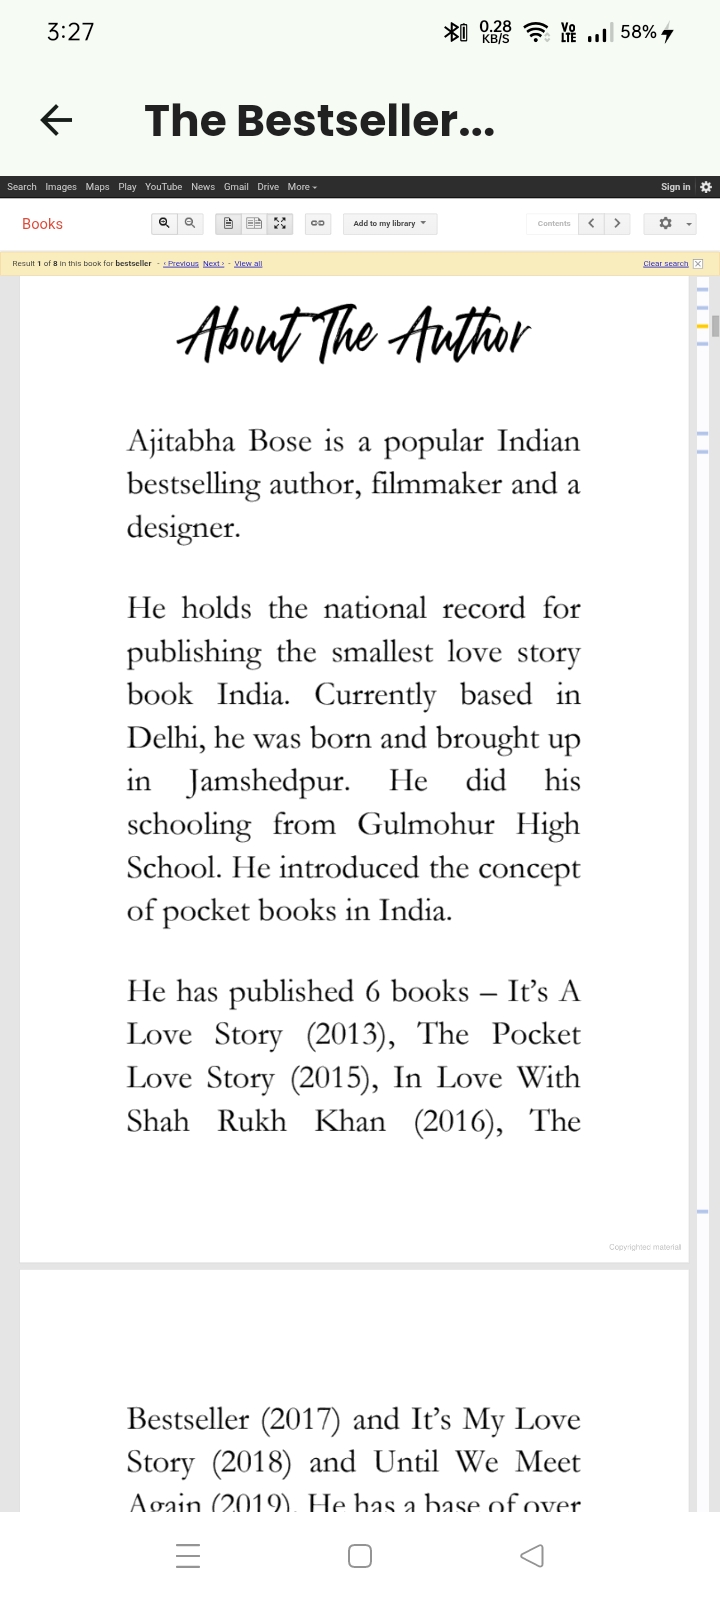 3:27
0.28
KB/S
Vo
LTE
58%
The Bestseller...
Search Images Maps Play YouTube News Gmail Drive More
Sign in
Books
Add to my library
Contents
Result 1 of 8 in this book for bestseller - ‹ Previous Next › - View all
Clear search
About The Author
Ajitabha Bose is a popular Indian
bestselling author, filmmaker and a
designer.
He holds the national record for
publishing the smallest love story
book India. Currently based in
Delhi, he was born and brought up
in Jamshedpur. He did his
schooling from Gulmohur High
School. He introduced the concept
of pocket books in India.
He has published 6 books – It’s A
Love Story (2013), The Pocket
Love Story (2015), In Love With
Shah Rukh Khan (2016), The
Copyrighted material
Bestseller (2017) and It’s My Love
Story (2018) and Until We Meet
Again (2019). He has a base of over